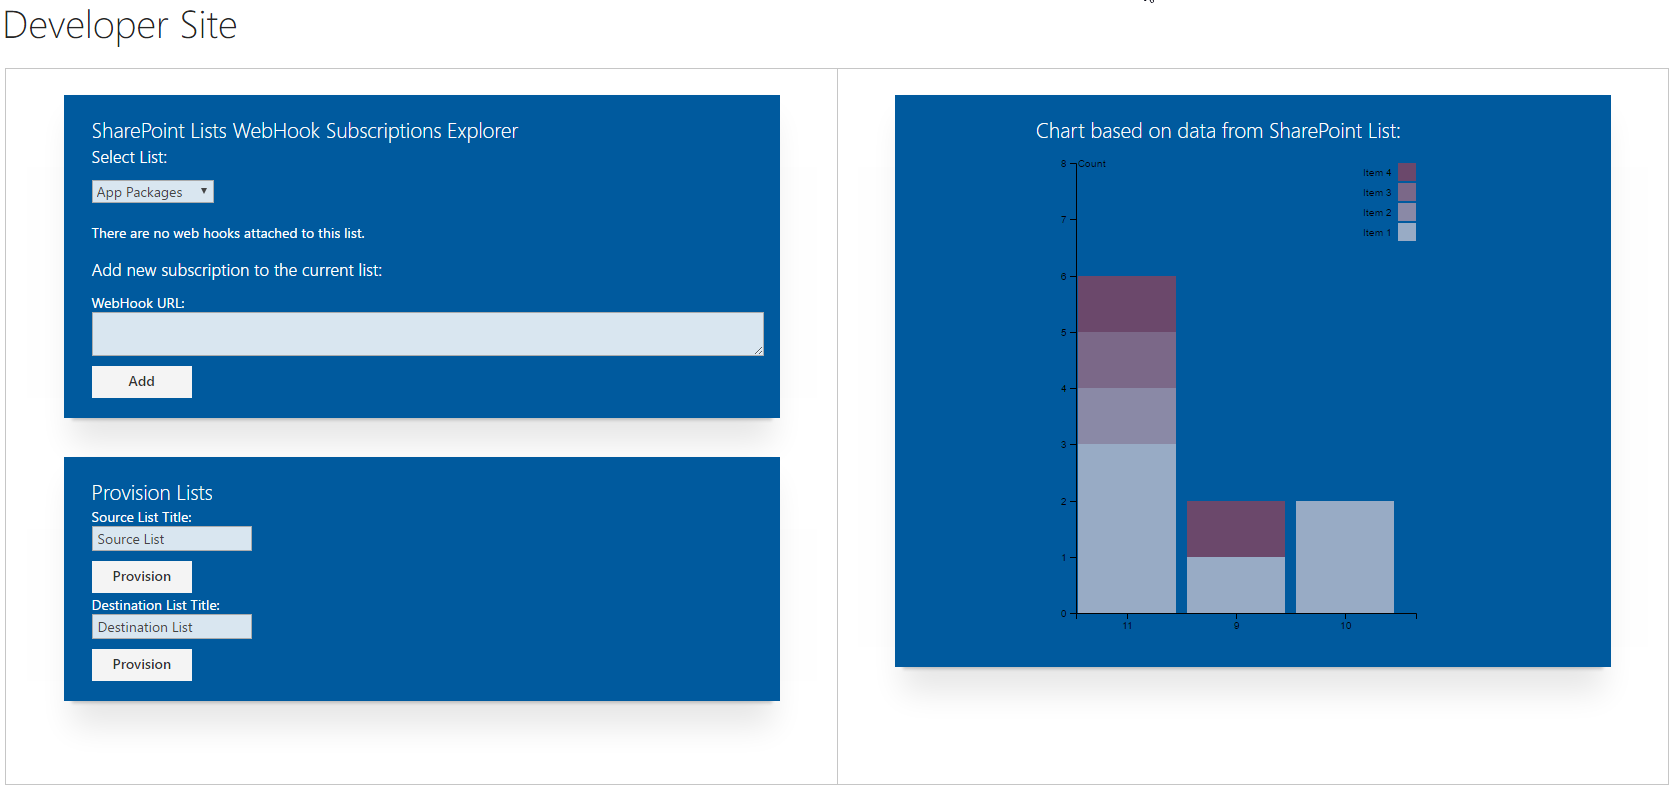 Developer Site
SharePoint Lists WebHook Subscriptions Explorer
Select List:
App Packages
There are no web hooks attached to this list.
Add new subscription to the current list:
WebHook URL:
Add
Provision Lists
Source List Title:
Source List
Provision
Destination List Title:
Destination List
Provision
Chart based on data from SharePoint List:
8 Count
7
6
5
4
3
2
1
0
Item 4
Item 3
Item 2
Item 1
11 9 10